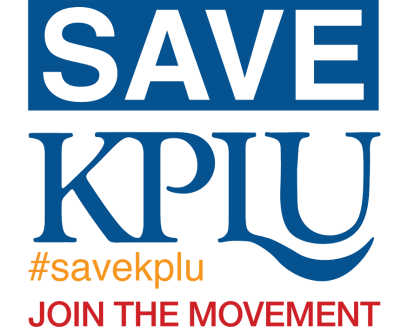 SAVE
KPLU
#savekplu
JOIN THE MOVEMENT